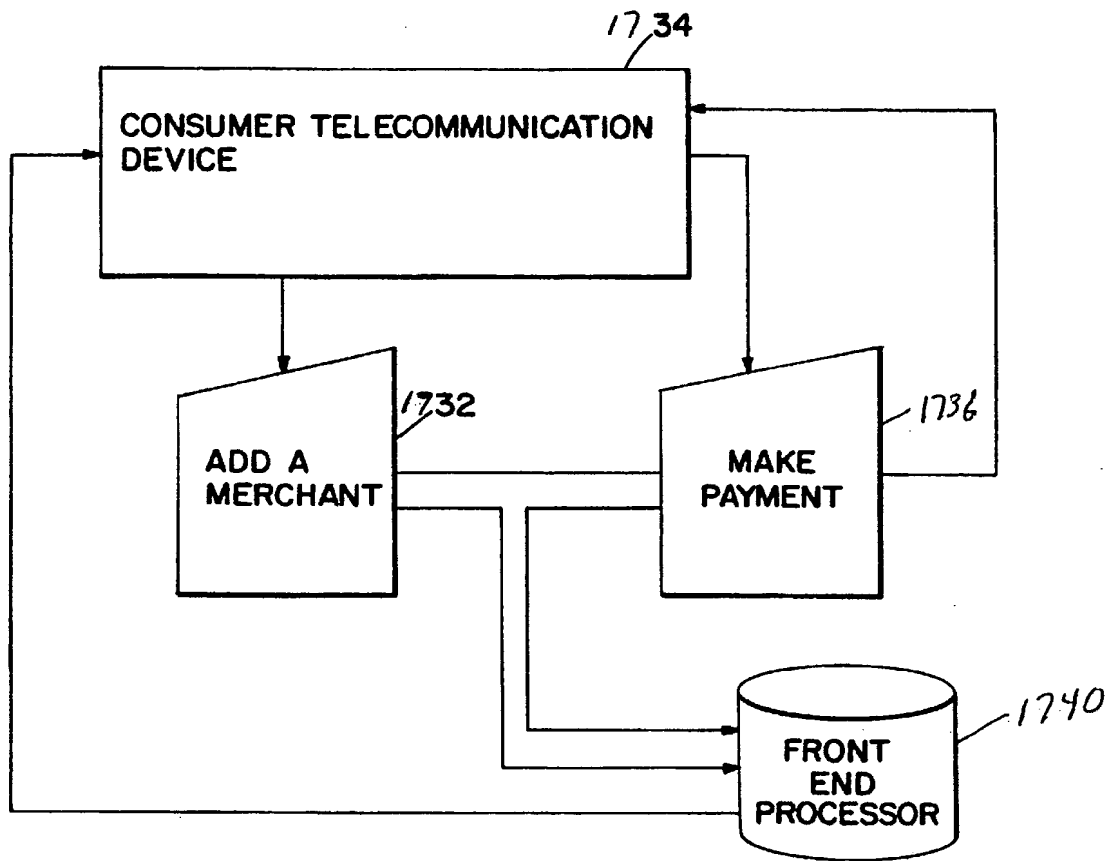 1734
CONSUMER TELECOMMUNICATION
DEVICE
1732
ADD A
MERCHANT
1736
MAKE
PAYMENT
1740
FRONT
END
PROCESSOR